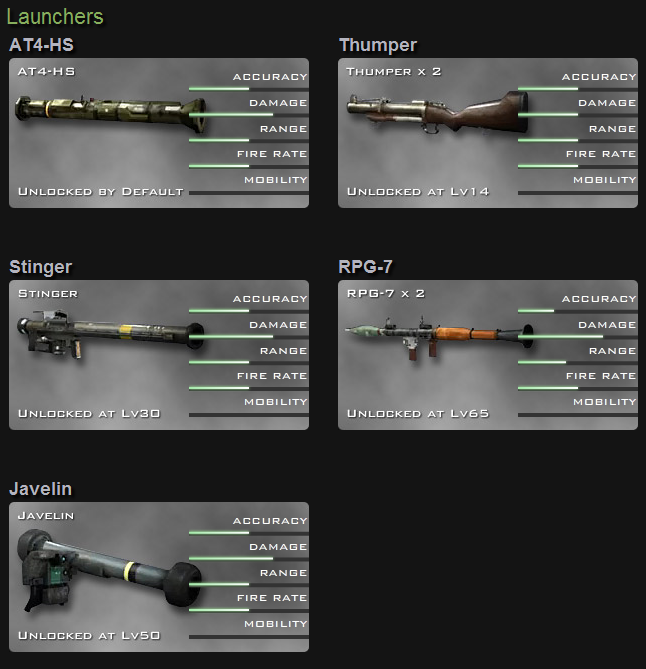 Launchers
AT4-HS
AT4-HS
ACCURACY
DAMAGE
RANGE
FIRE RATE
MOBILITY
UNLOCKED BY DEFAULT
Thumper
THUMPER x 2
ACCURACY
DAMAGE
RANGE
FIRE RATE
MOBILITY
UNLOCKED AT LV14
Stinger
STINGER
ACCURACY
DAMAGE
RANGE
FIRE RATE
MOBILITY
UNLOCKED AT LV30
RPG-7
RPG-7 x 2
ACCURACY
DAMAGE
RANGE
FIRE RATE
MOBILITY
UNLOCKED AT LV65
Javelin
JAVELIN
ACCURACY
DAMAGE
RANGE
FIRE RATE
MOBILITY
UNLOCKED AT LV50